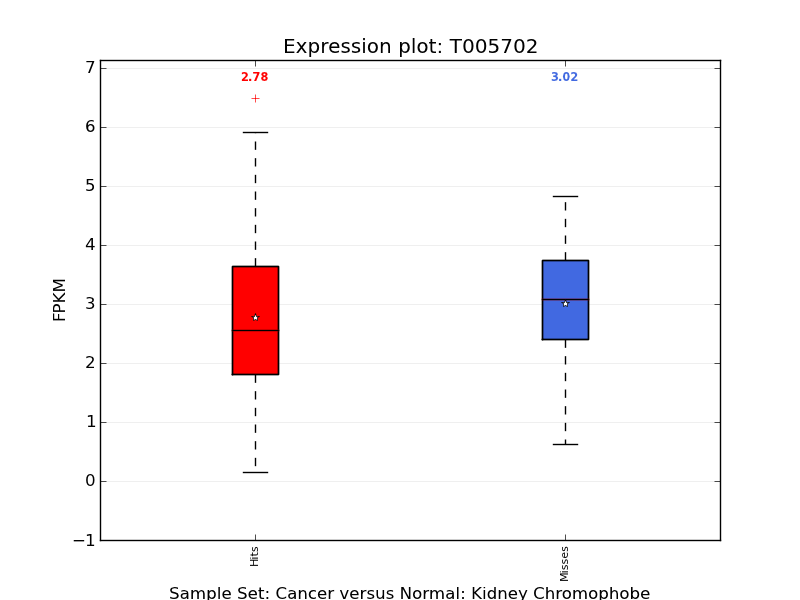 Expression plot: T005702
2.78
3.02
7
6
5
4
3
2
1
0
−1
FPKM
Hits
Misses
Sample Set: Cancer versus Normal: Kidney Chromophobe